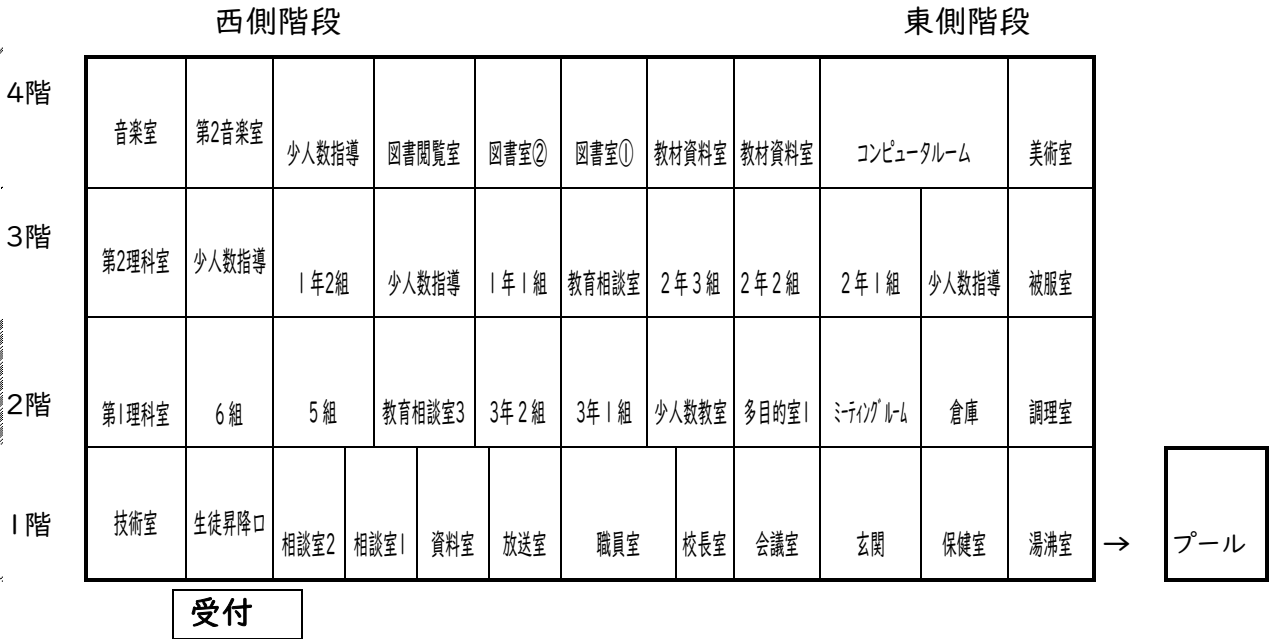 西側階段 東側階段
4階 音楽室 第2音楽室 少人数指導 図書閲覧室 図書室② 図書室① 教材資料室 教材資料室 コンピュータルーム 美術室
3階 第2理科室 少人数指導 1年2組 少人数指導 1年1組 教育相談室 2年3組 2年2組 2年1組 少人数指導 被服室
2階 第1理科室 6組 5組 教育相談室3 3年2組 3年1組 少人数教室 多目的室1 ミーティングルーム 倉庫 調理室
1階 技術室 生徒昇降口 相談室2 相談室1 資料室 放送室 職員室 校長室 会議室 玄関 保健室 湯沸室 → プール
受付